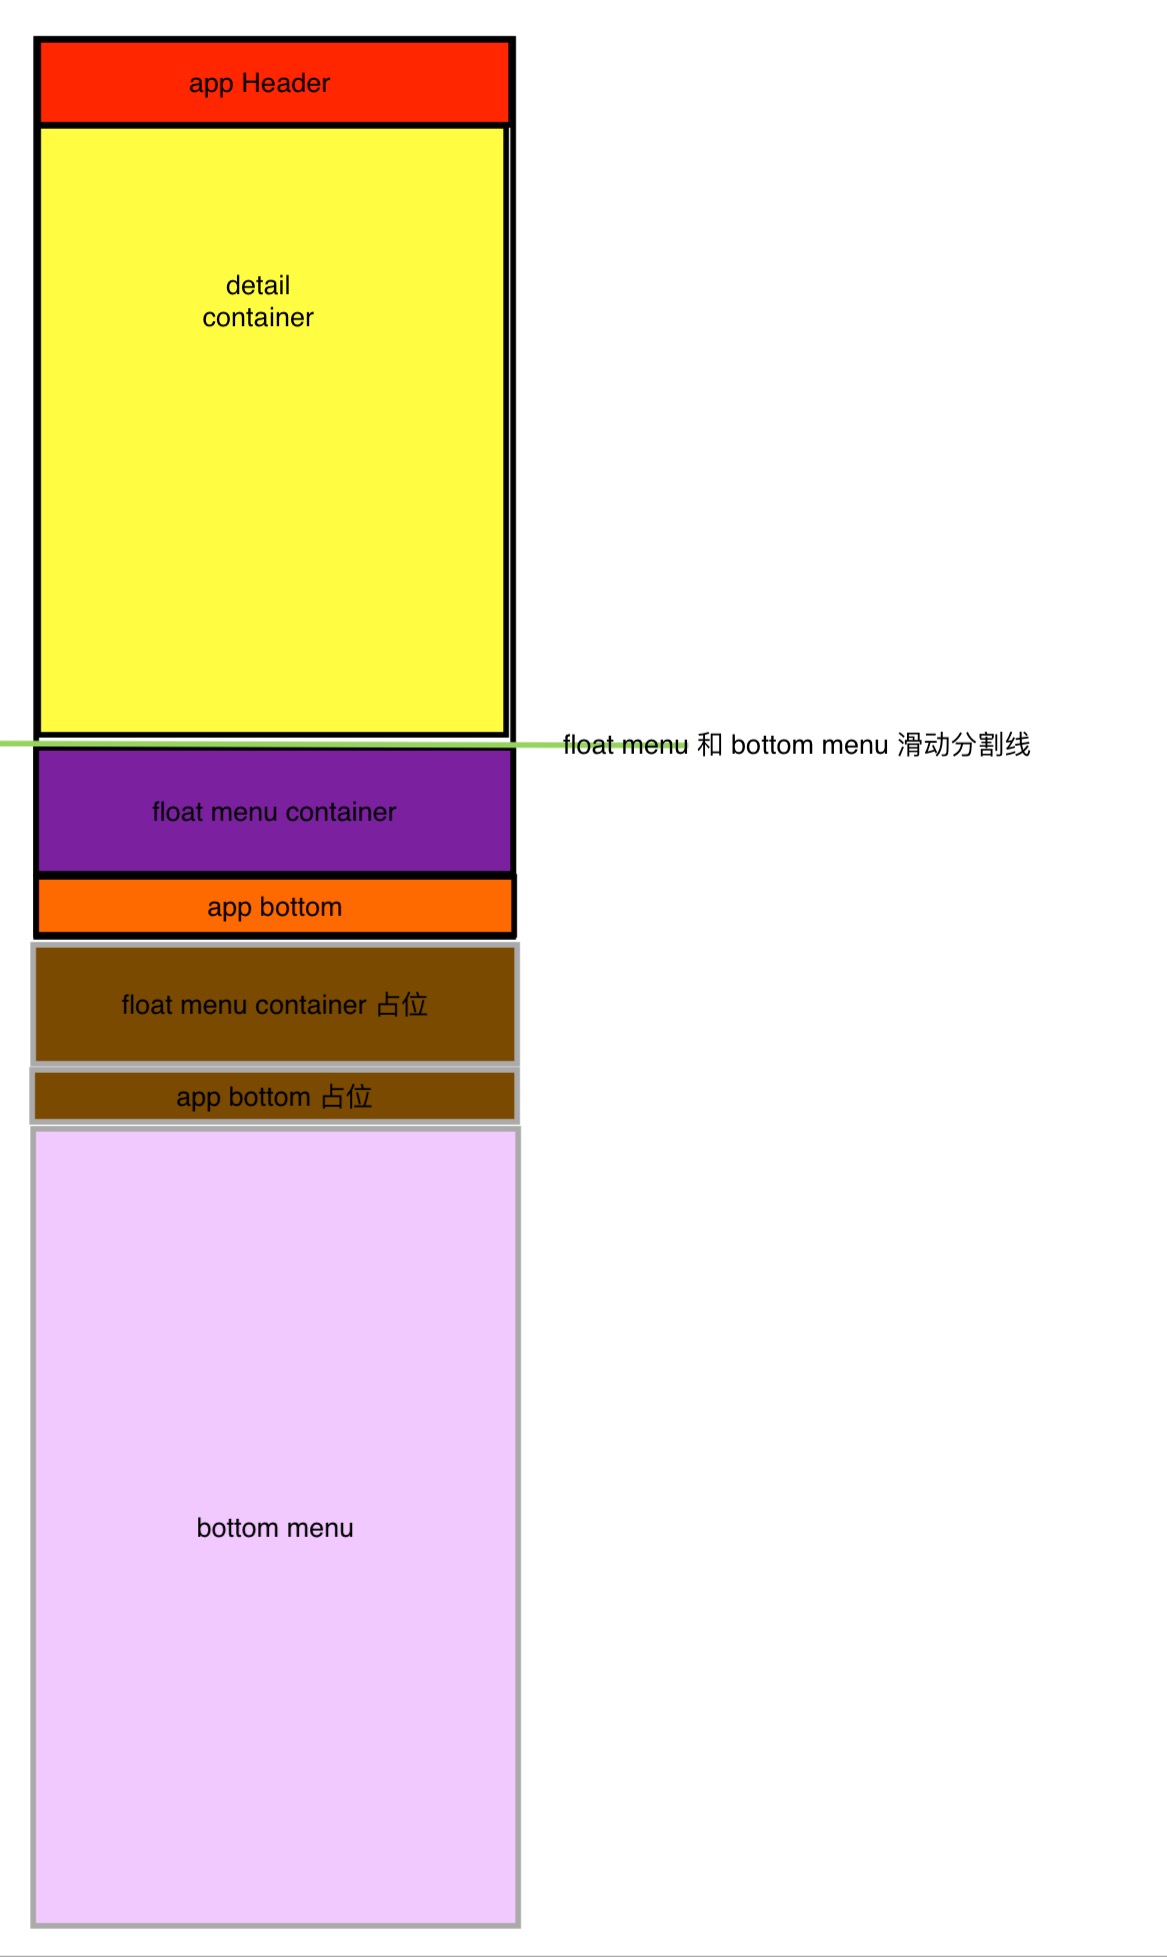 app Header
detail
container
float menu 和 bottom menu 滑动分割线
float menu container
app bottom
float menu container 占位
app bottom 占位
bottom menu